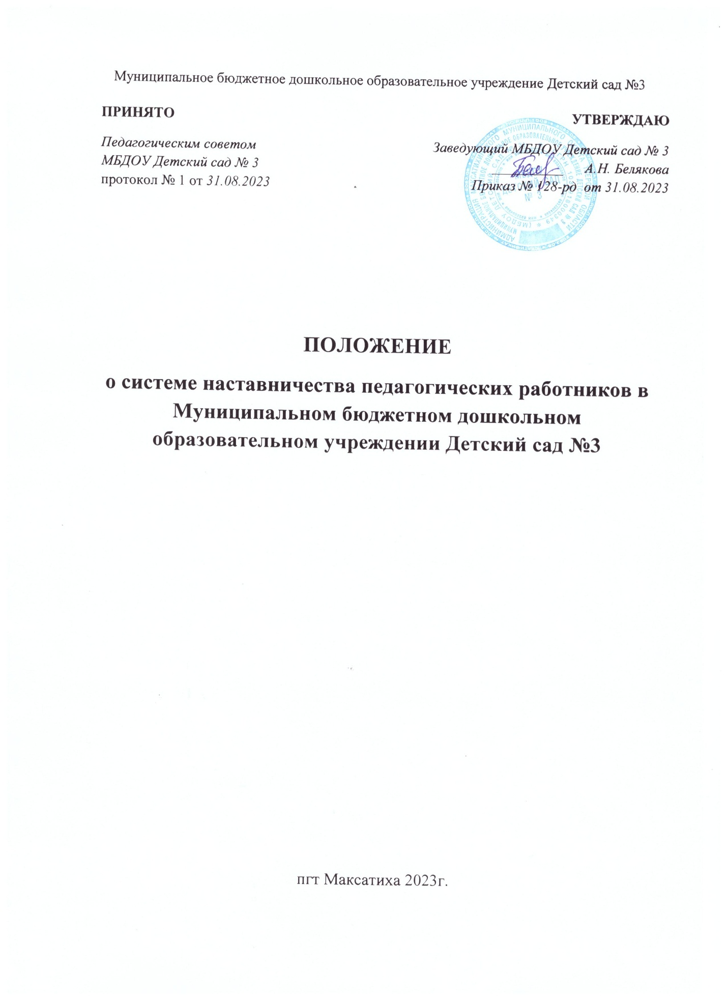 Муниципальное бюджетное дошкольное образовательное учреждение Детский сад №3
ПРИНЯТО
Педагогическим советом
МБДОУ Детский сад № 3
протокол № 1 от 31.08.2023
УТВЕРЖДАЮ
Заведующий МБДОУ Детский сад № 3
А.Н. Белякова
Приказ № 128-рд от 31.08.2023
ПОЛОЖЕНИЕ
о системе наставничества педагогических работников в
Муниципальном бюджетном дошкольном
образовательном учреждении Детский сад №3
пгт Максатиха 2023г.